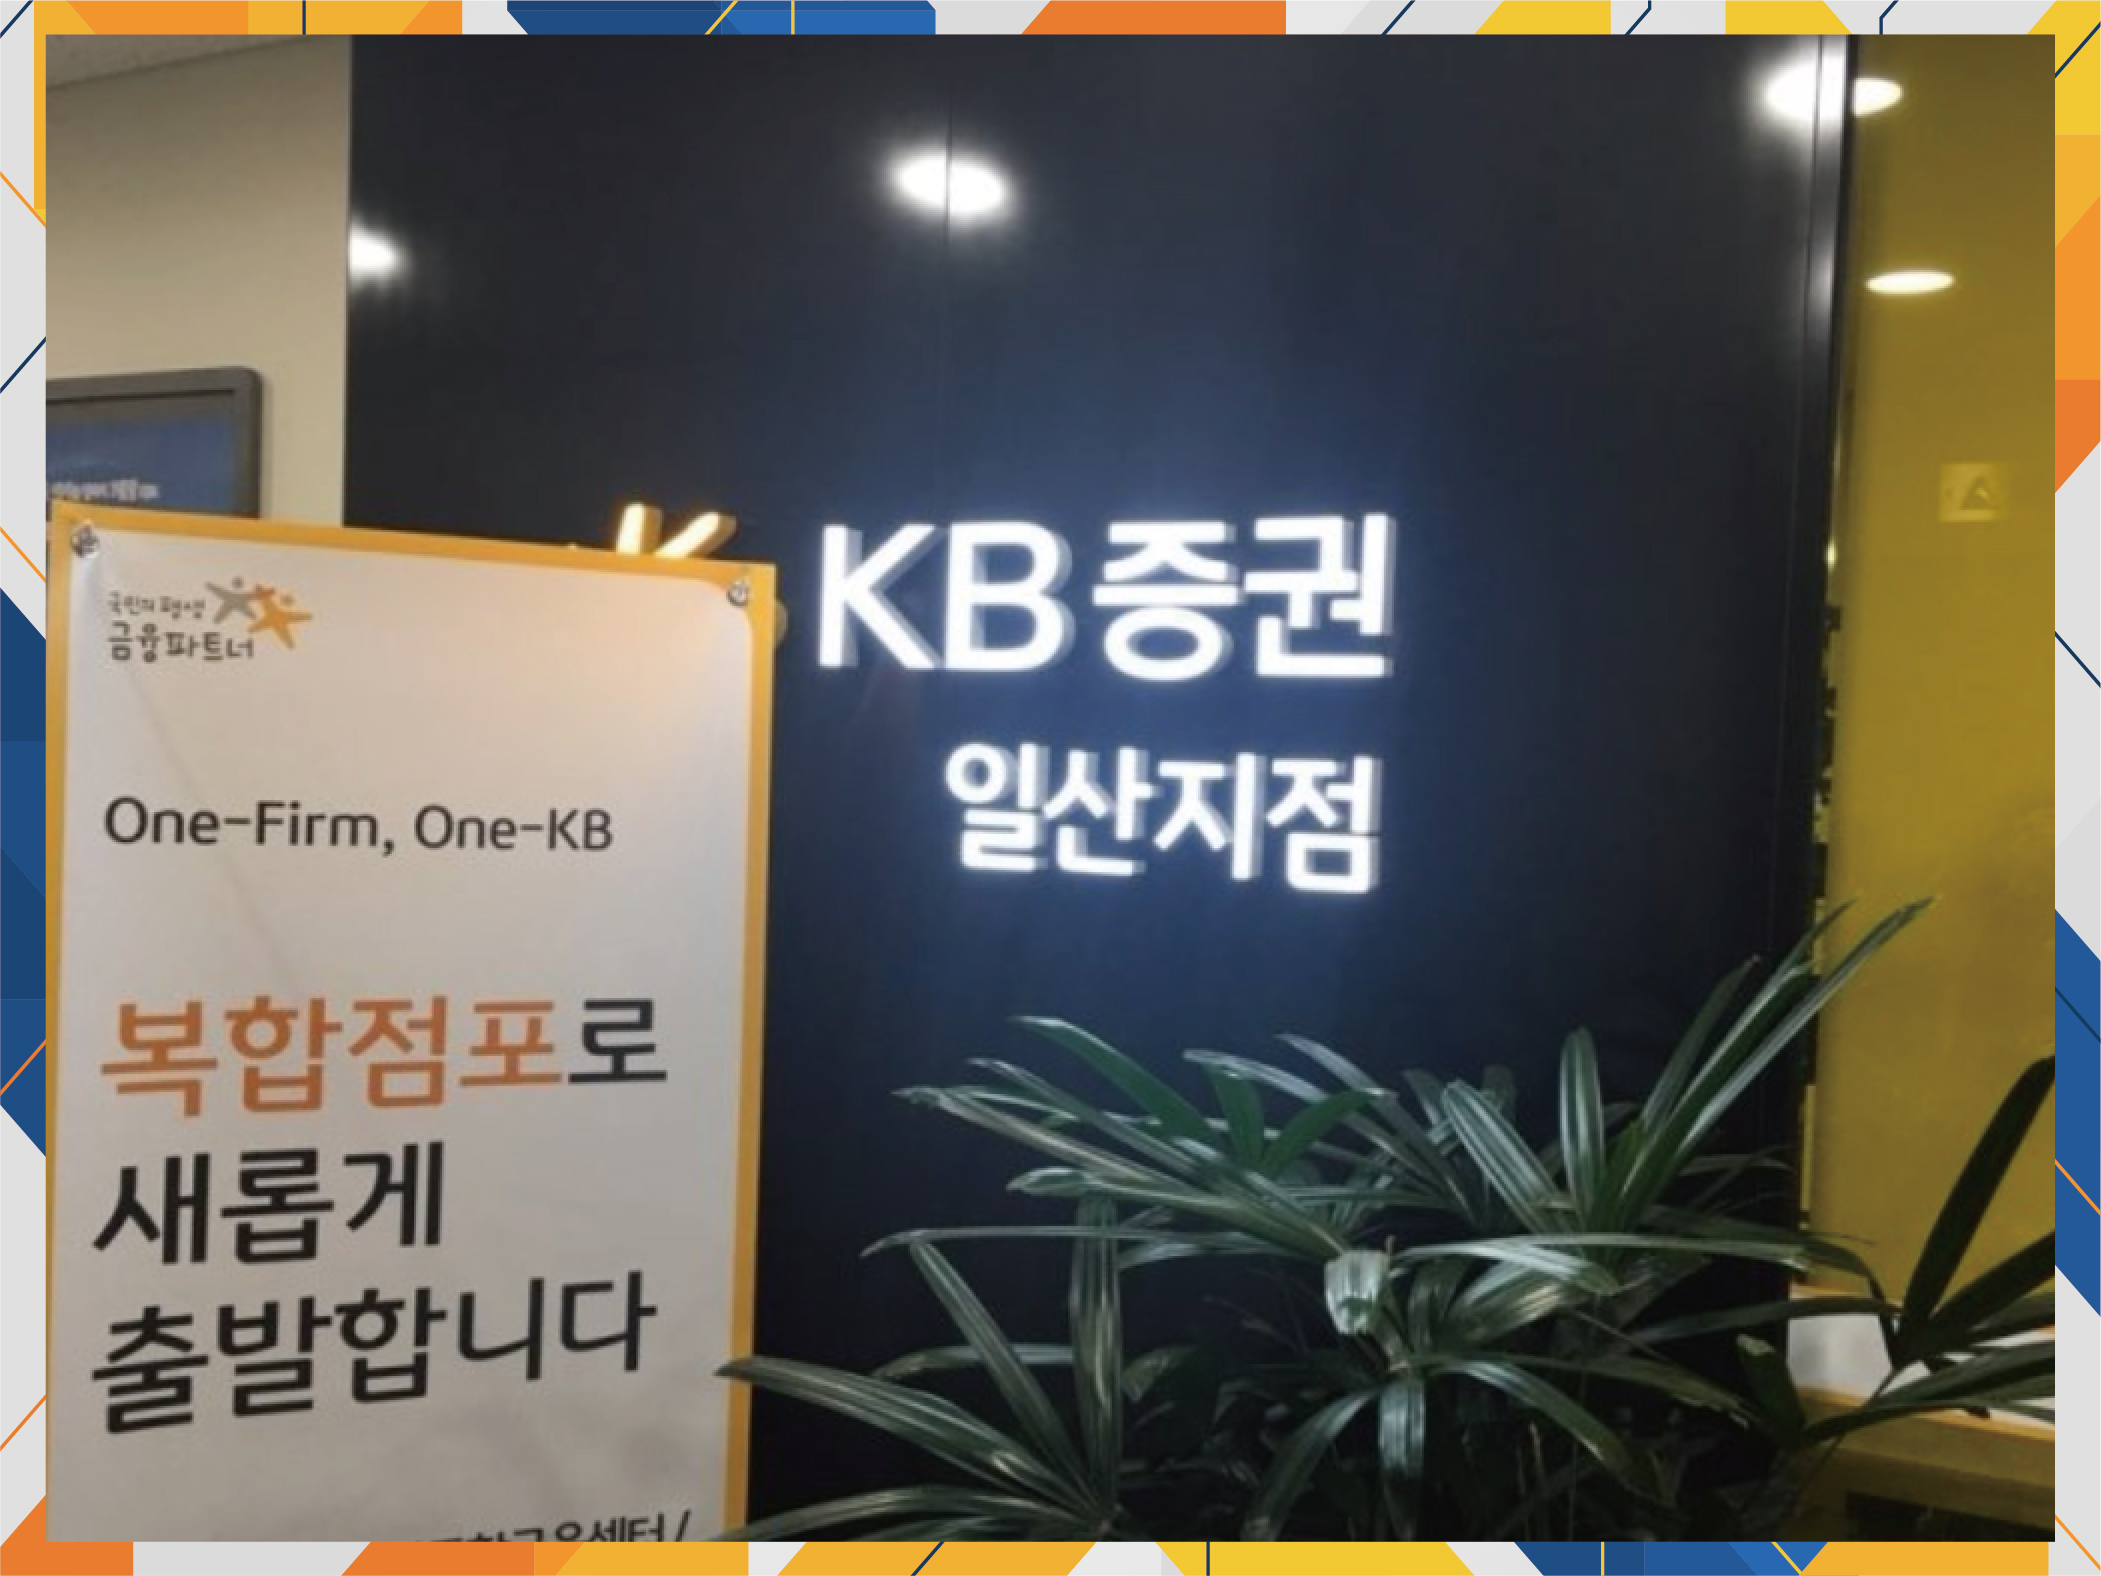 국민의 평생
금융파트너
One-Firm, One-KB
복합점포로
새롭게
출발합니다
KB증권
일산지점